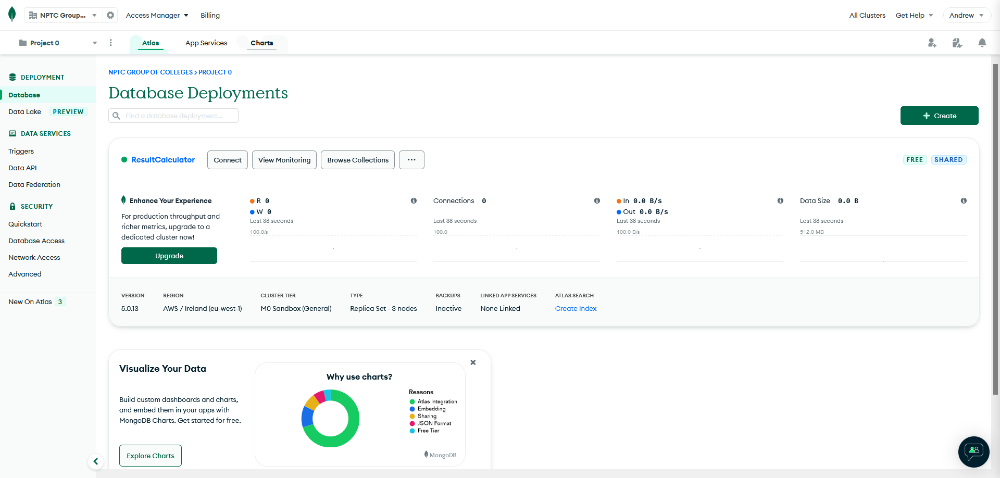 NPTC Group...
Access Manager
Billing
All Clusters
Get Help
Andrew
Project 0
Atlas
App Services
Charts
DEPLOYMENT
Database
Data Lake PREVIEW
DATA SERVICES
Triggers
Data API
Data Federation
SECURITY
Quickstart
Database Access
Network Access
Advanced
New On Atlas 3
NPTC GROUP OF COLLEGES > PROJECT 0
Database Deployments
Find a database deployment...
+ Create
ResultCalculator
Connect
View Monitoring
Browse Collections
...
FREE
SHARED
Enhance Your Experience
For production throughput and
richer metrics, upgrade to a
dedicated cluster now!
Upgrade
R 0
W 0
Last 38 seconds
100.0/s
Connections 0
Last 38 seconds
100.0
In 0.0 B/s
Out 0.0 B/s
Last 38 seconds
100.0 B/s
Data Size 0.0 B
Last 38 seconds
512.0 MB
VERSION
5.0.13
REGION
AWS / Ireland (eu-west-1)
CLUSTER TIER
M0 Sandbox (General)
TYPE
Replica Set - 3 nodes
BACKUPS
Inactive
LINKED APP SERVICES
None Linked
ATLAS SEARCH
Create Index
Visualize Your Data
Build custom dashboards and charts,
and embed them in your apps with
MongoDB Charts. Get started for free.
Explore Charts
Why use charts?
Reasons
Atlas Integration
Embedding
Sharing
JSON Format
Free Tier
MongoDB